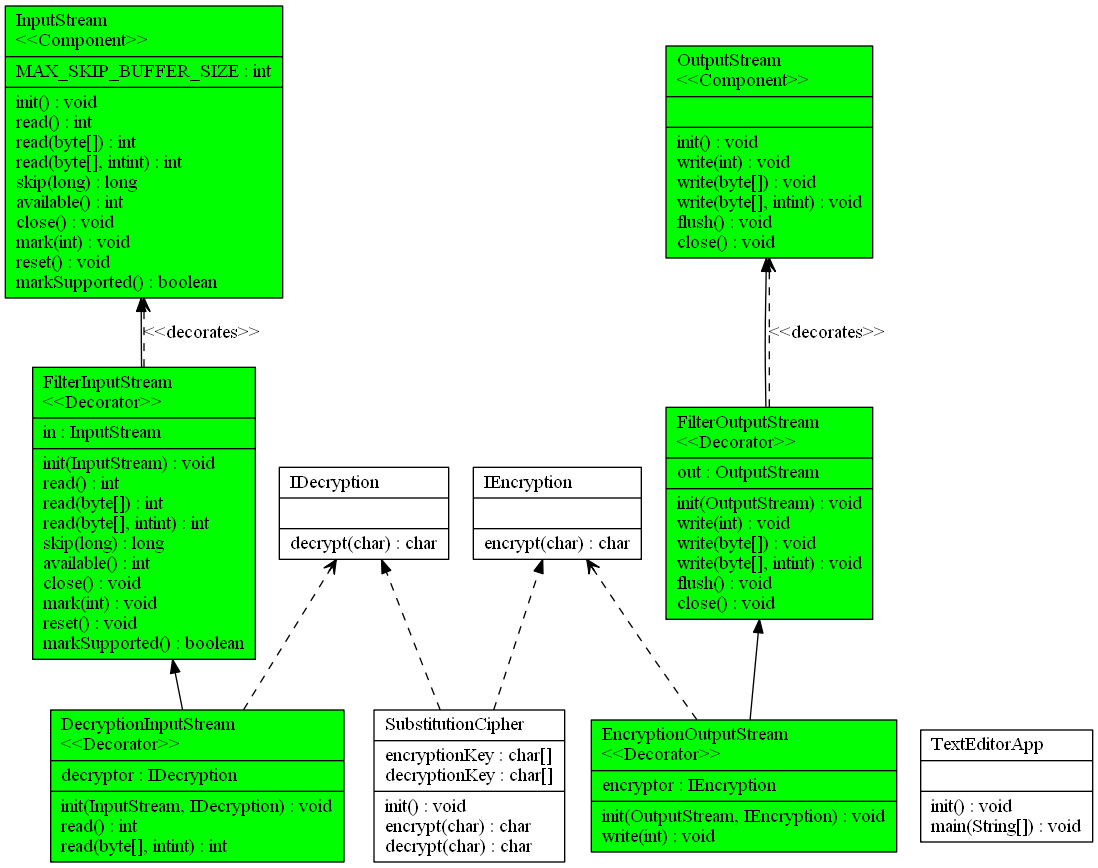 InputStream
<<Component>>
MAX_SKIP_BUFFER_SIZE : int
init() : void
read() : int
read(byte[]) : int
read(byte[], intint) : int
skip(long) : long
available() : int
close() : void
mark(int) : void
reset() : void
markSupported() : boolean
OutputStream
<<Component>>
init() : void
write(int) : void
write(byte[]) : void
write(byte[], intint) : void
flush() : void
close() : void
<<decorates>>
<<decorates>>
FilterInputStream
<<Decorator>>
in : InputStream
init(InputStream) : void
read() : int
read(byte[]) : int
read(byte[], intint) : int
skip(long) : long
available() : int
close() : void
mark(int) : void
reset() : void
markSupported() : boolean
IDecryption
decrypt(char) : char
IEncryption
encrypt(char) : char
FilterOutputStream
<<Decorator>>
out : OutputStream
init(OutputStream) : void
write(int) : void
write(byte[]) : void
write(byte[], intint) : void
flush() : void
close() : void
DecryptionInputStream
<<Decorator>>
decryptor : IDecryption
init(InputStream, IDecryption) : void
read() : int
read(byte[], intint) : int
SubstitutionCipher
encryptionKey : char[]
decryptionKey : char[]
init() : void
encrypt(char) : char
decrypt(char) : char
EncryptionOutputStream
<<Decorator>>
encryptor : IEncryption
init(OutputStream, IEncryption) : void
write(int) : void
TextEditorApp
init() : void
main(String[]) : void